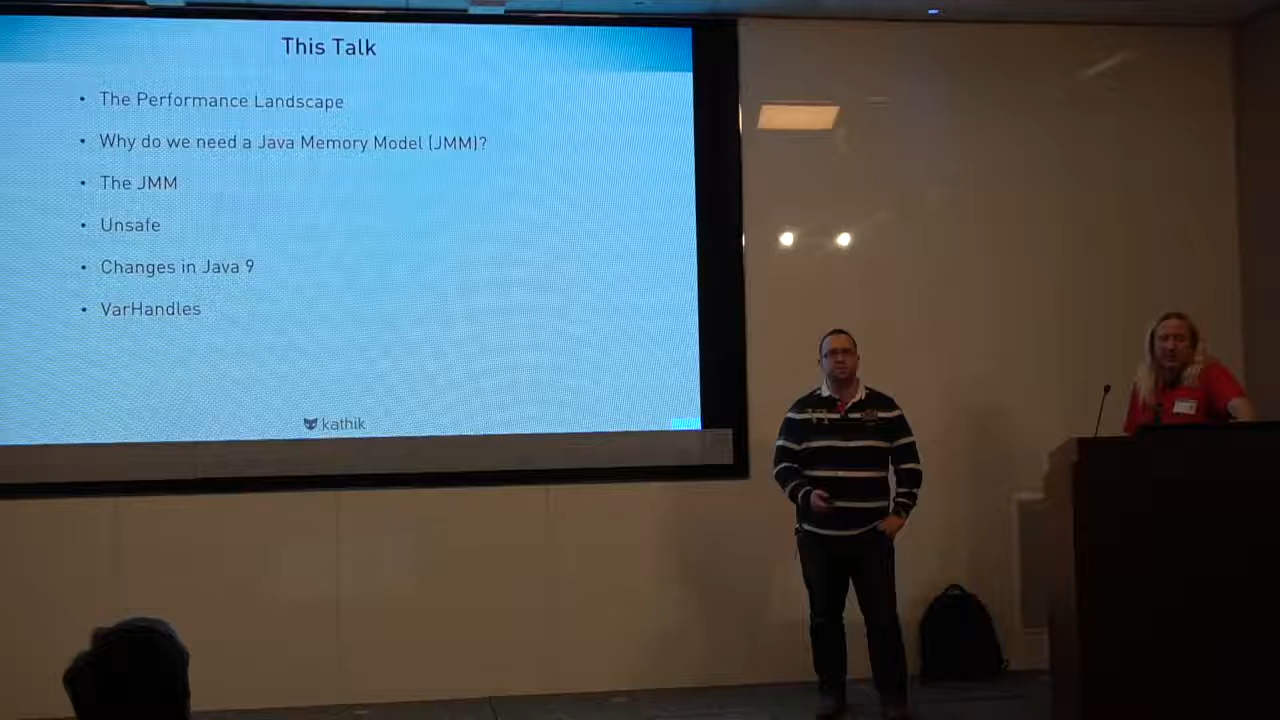 This Talk
• The Performance Landscape
• Why do we need a Java Memory Model (JMM)?
• The JMM
• Unsafe
• Changes in Java 9
• VarHandles
kathik